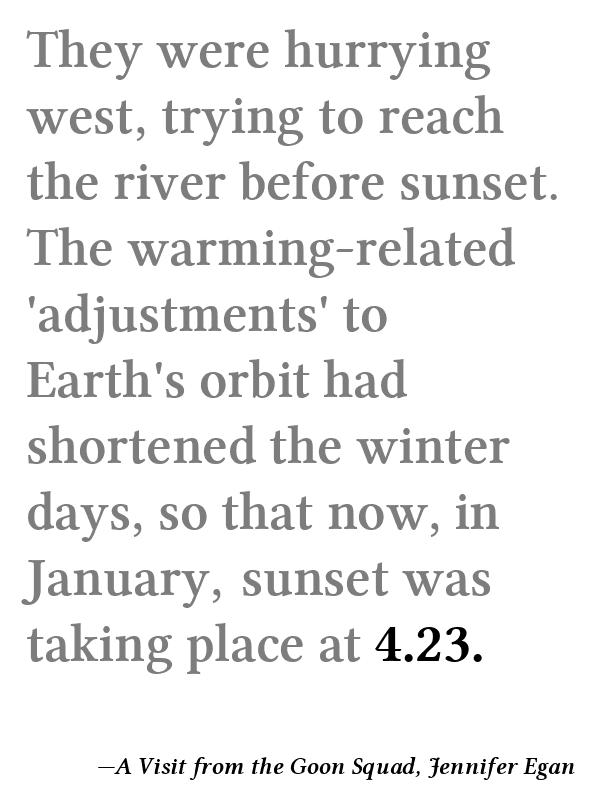 They were hurrying
west, trying to reach
the river before sunset.
The warming-related
'adjustments' to
Earth's orbit had
shortened the winter
days, so that now, in
January, sunset was
taking place at 4.23.
—A Visit from the Goon Squad, Jennifer Egan